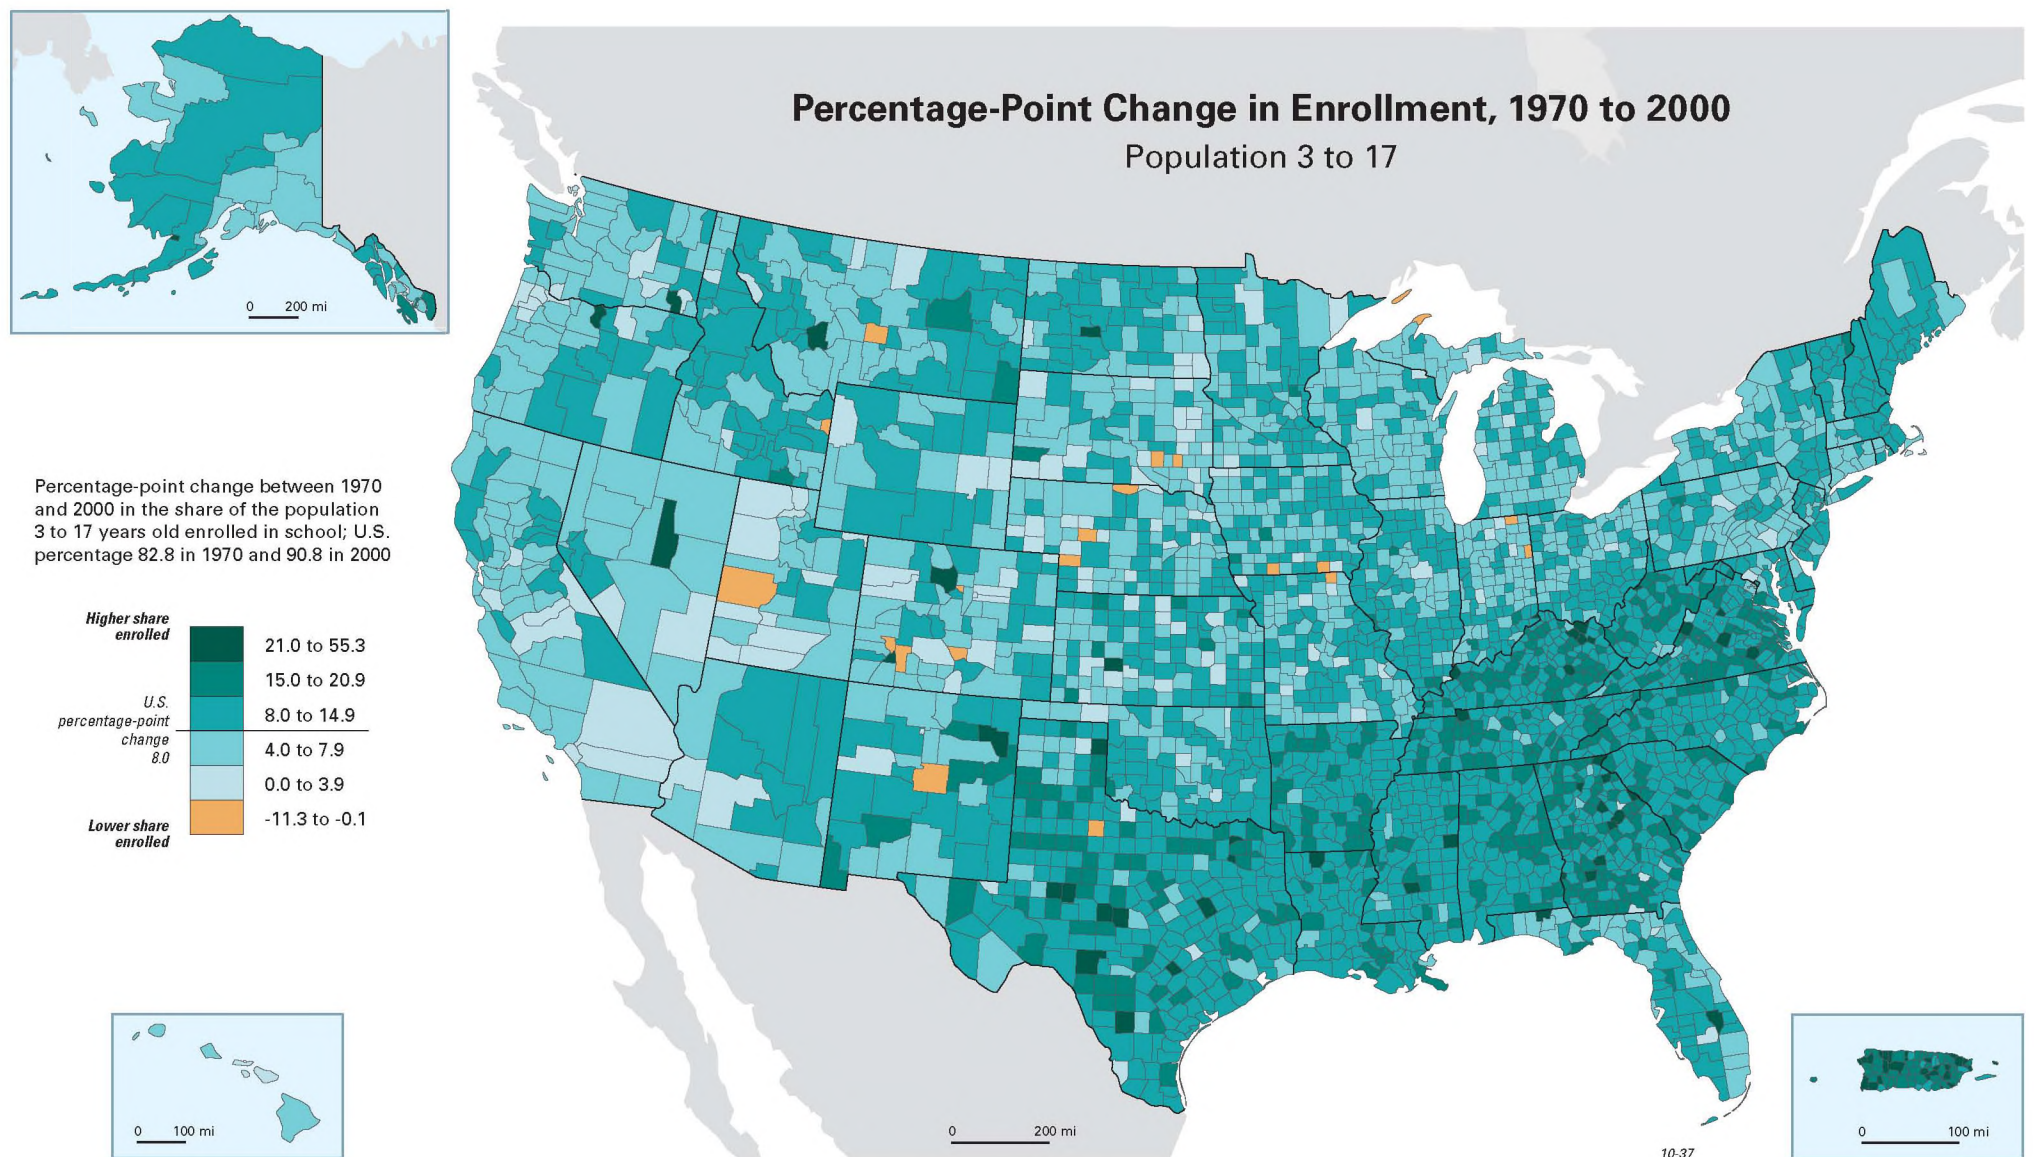 Percentage-Point Change in Enrollment, 1970 to 2000
Population 3 to 17
0 200 mi
Percentage-point change between 1970
and 2000 in the share of the population
3 to 17 years old enrolled in school; U.S.
percentage 82.8 in 1970 and 90.8 in 2000
Higher share
enrolled
21.0 to 55.3
15.0 to 20.9
8.0 to 14.9
U.S.
percentage-point
change
8.0
4.0 to 7.9
0.0 to 3.9
-11.3 to -0.1
Lower share
enrolled
0 100 mi
0 200 mi
0 100 mi
10-37